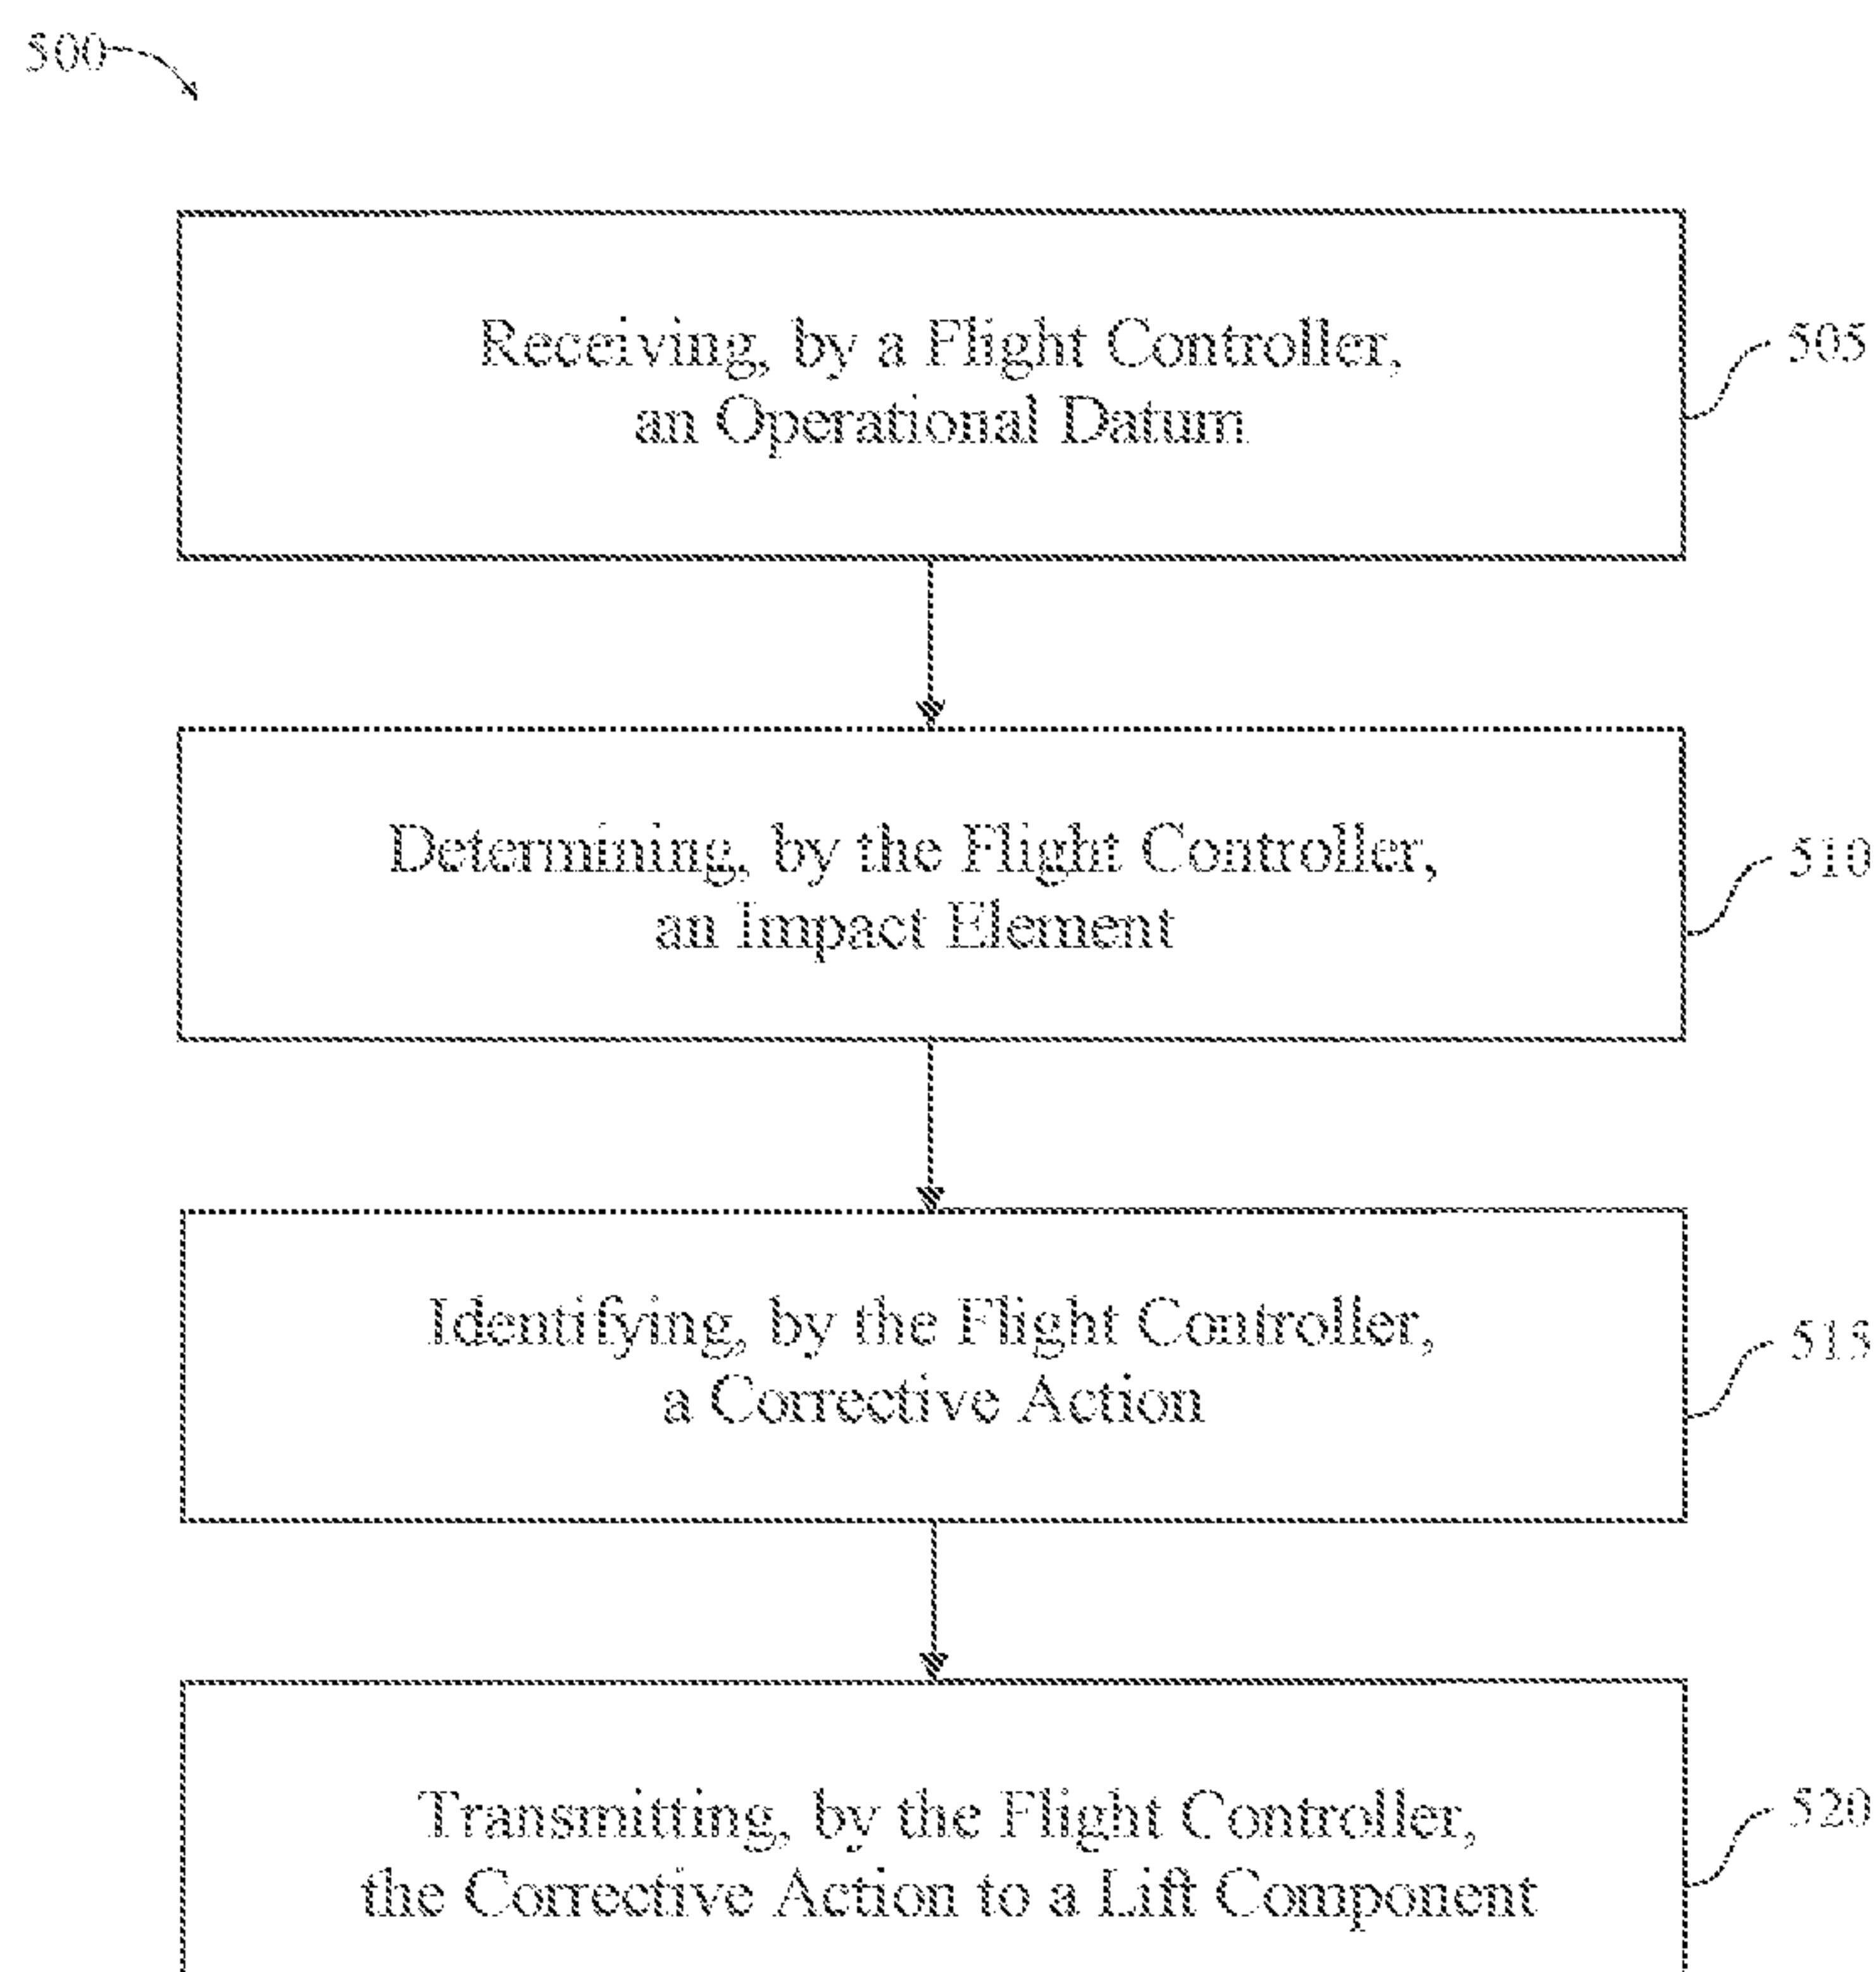 500
Receiving, by a Flight Controller,
an Operational Datum
505
Determining, by the Flight Controller,
an Impact Element
510
Identifying, by the Flight Controller,
a Corrective Action
515
Transmitting, by the Flight Controller,
the Corrective Action to a Lift Component
520